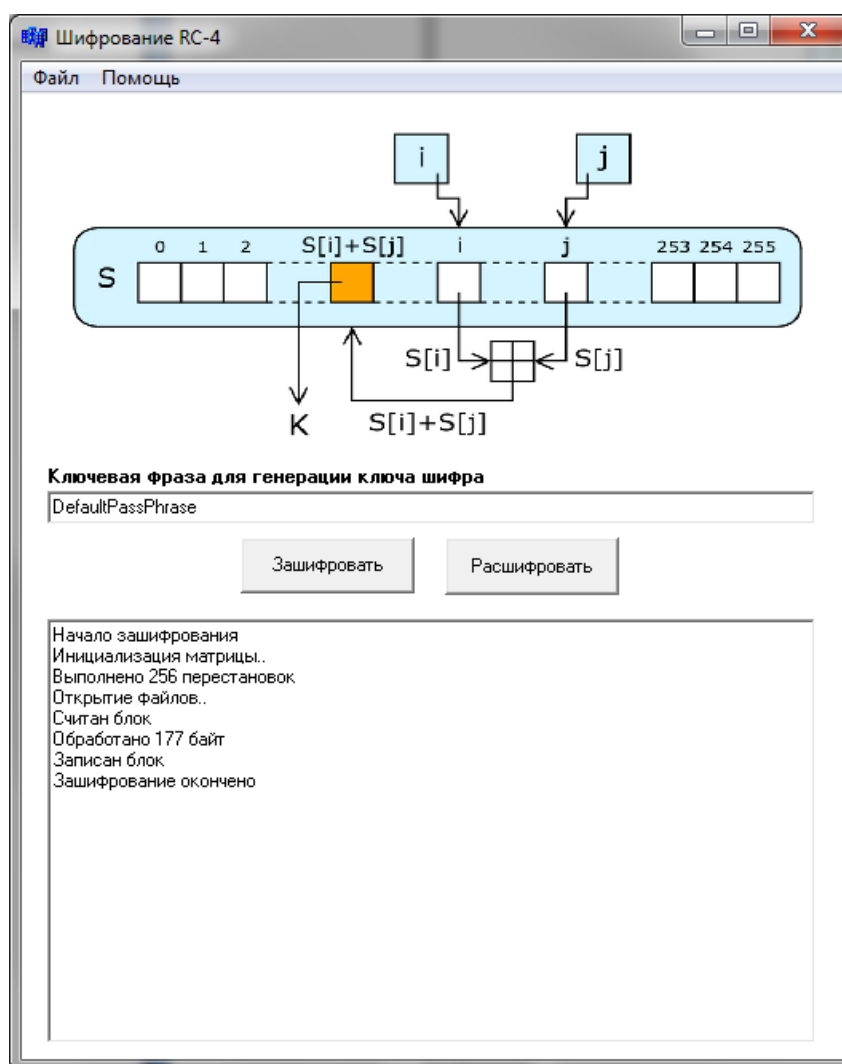 Шифрование RC-4
Файл Помощь
i j
0 1 2 S[i]+S[j] i j 253 254 255
S
S[i] S[j]
K S[i]+S[j]
Ключевая фраза для генерации ключа шифра
DefaultPassPhrase
Зашифровать Расшифровать
Начало зашифрования
Инициализация матрицы..
Выполнено 256 перестановок
Открытие файлов..
Считан блок
Обработано 177 байт
Записан блок
Зашифрование окончено